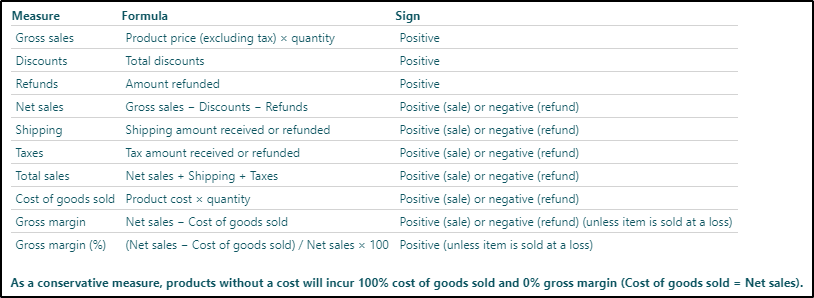 Measure Formula Sign
Gross sales Product price (excluding tax) × quantity Positive
Discounts Total discounts Positive
Refunds Amount refunded Positive
Net sales Gross sales − Discounts − Refunds Positive (sale) or negative (refund)
Shipping Shipping amount received or refunded Positive (sale) or negative (refund)
Taxes Tax amount received or refunded Positive (sale) or negative (refund)
Total sales Net sales + Shipping + Taxes Positive (sale) or negative (refund)
Cost of goods sold Product cost × quantity Positive (sale) or negative (refund)
Gross margin Net sales − Cost of goods sold Positive (sale) or negative (refund) (unless item is sold at a loss)
Gross margin (%) (Net sales − Cost of goods sold) / Net sales × 100 Positive (unless item is sold at a loss)
As a conservative measure, products without a cost will incur 100% cost of goods sold and 0% gross margin (Cost of goods sold = Net sales).